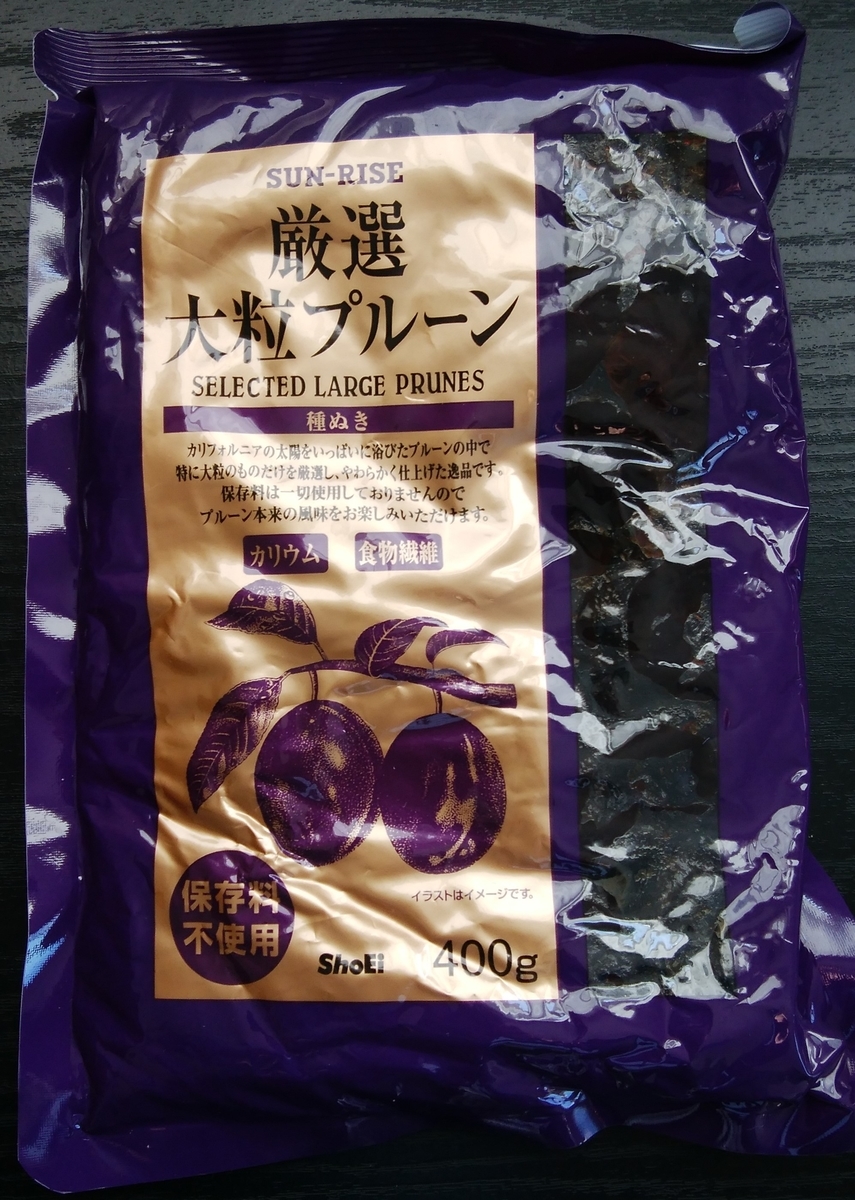 SUN-RISE
厳選
大粒プルーン
SELECTED LARGE PRUNES
種ぬき
カリフォルニアの太陽をいっぱいに浴びたプルーンの中で
特に大粒のものだけを厳選し、やわらかく仕上げた逸品です。
保存料は一切使用しておりませんので
プルーン本来の風味をお楽しみいただけます。
カリウム 食物繊維
イラストはイメージです。
保存料
不使用
ShoEi 400g